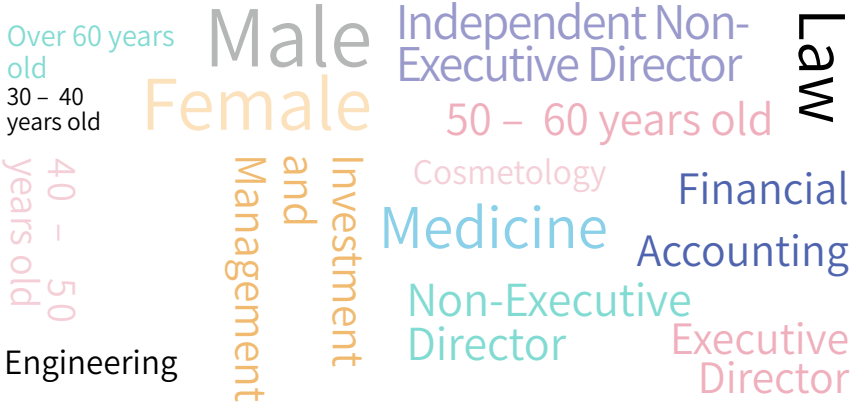 Over 60 years
old
30 – 40
years old
Male
Female
Independent Non-
Executive Director
Law
50 – 60 years old
40 – 50
years old
Investment
and
Management
Cosmetology
Medicine
Financial
Accounting
Non-Executive
Director
Executive
Director
Engineering